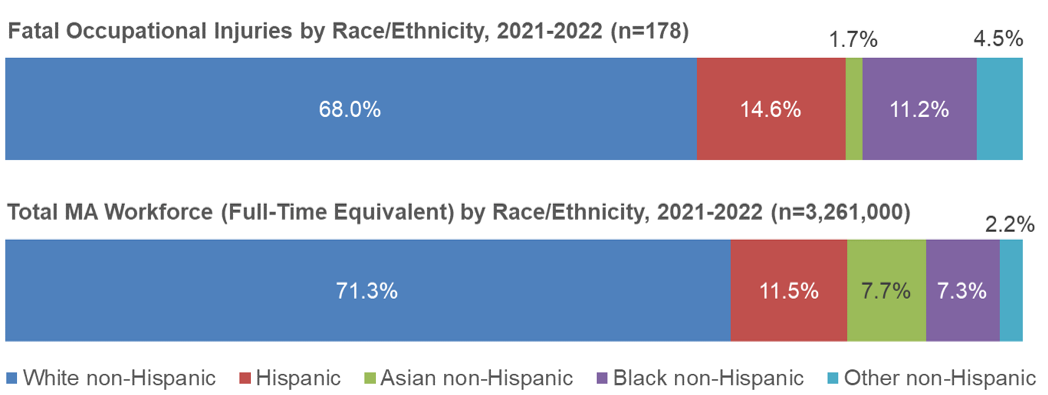 Fatal Occupational Injuries by Race/Ethnicity, 2021-2022 (n=178)
1.7%
4.5%
68.0%
14.6%
11.2%
Total MA Workforce (Full-Time Equivalent) by Race/Ethnicity, 2021-2022 (n=3,261,000)
2.2%
71.3%
11.5%
7.7%
7.3%
White non-Hispanic
Hispanic
Asian non-Hispanic
Black non-Hispanic
Other non-Hispanic